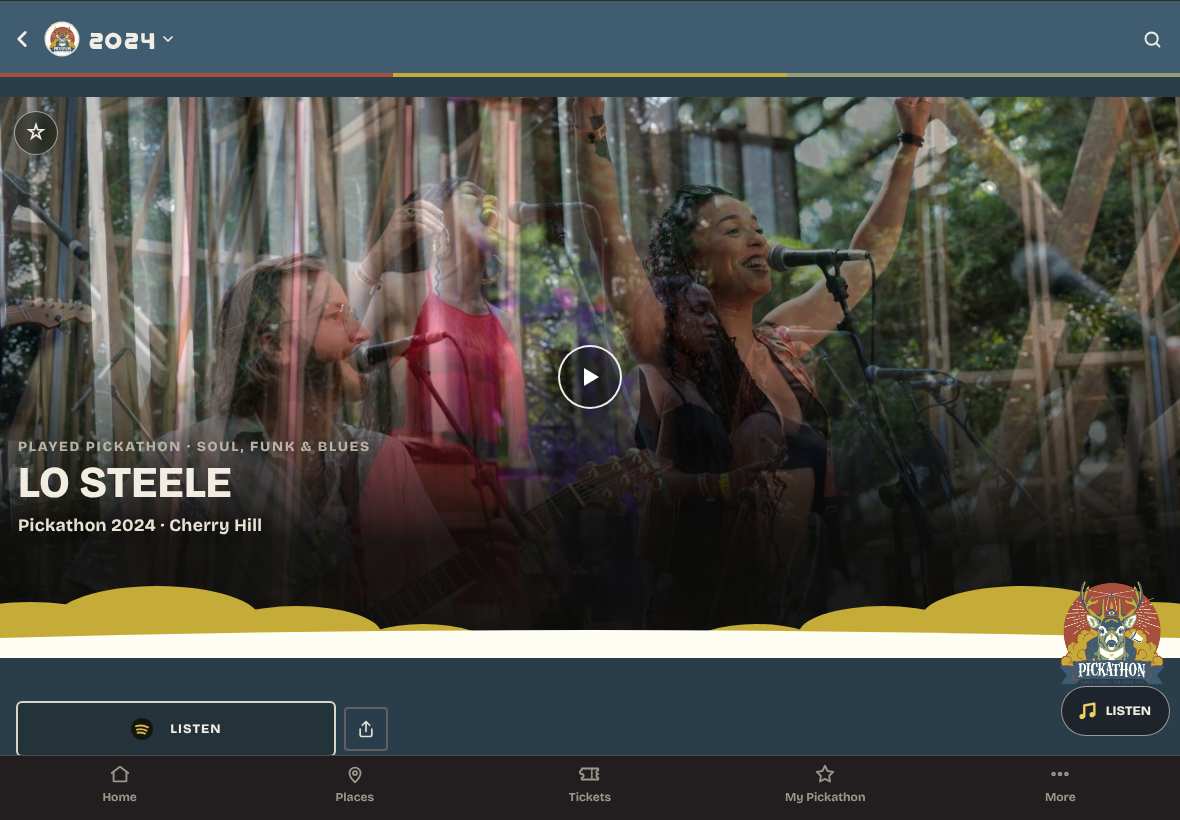 2024
PLAYED PICKATHON · SOUL, FUNK & BLUES
LO STEELE
Pickathon 2024 · Cherry Hill
PICKATHON
LISTEN
LISTEN
Home
Places
Tickets
My Pickathon
More